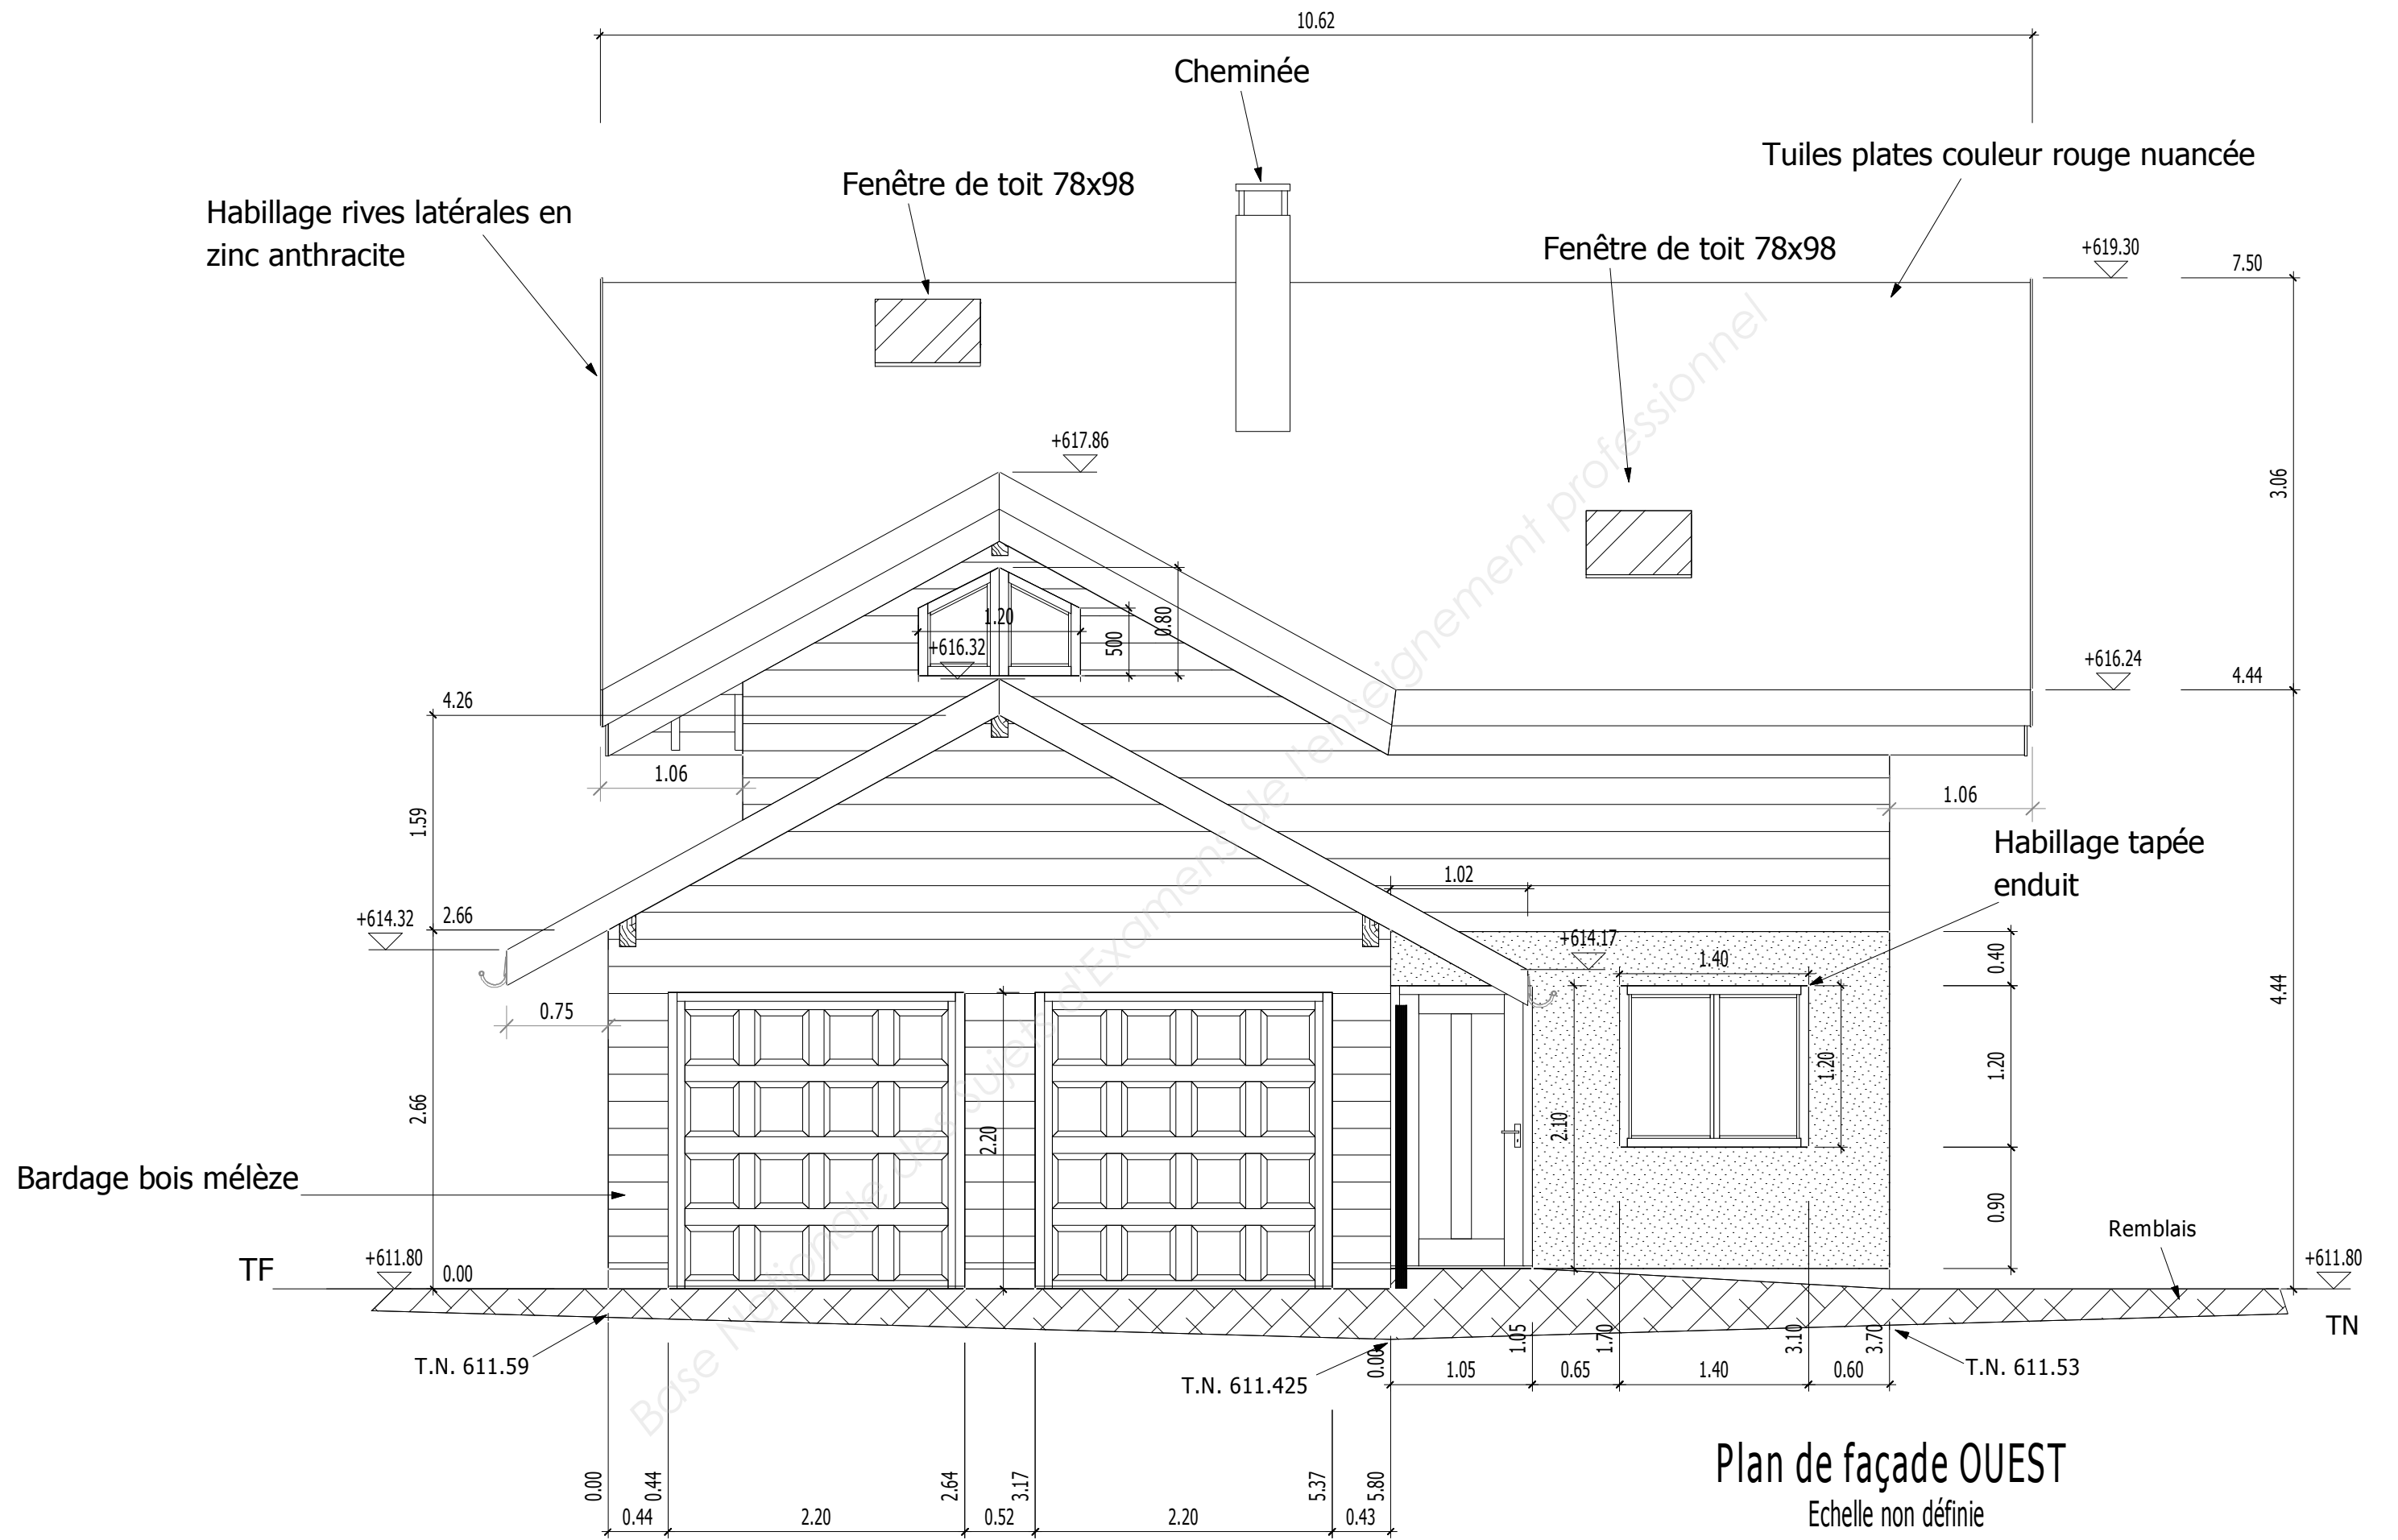 10.62
Cheminée
Tuiles plates couleur rouge nuancée
Fenêtre de toit 78x98
Habillage rives latérales en
zinc anthracite
Fenêtre de toit 78x98
+619.30
7.50
3.06
+617.86
1.20
500
0.80
+616.32
+616.24
4.44
4.26
1.06
1.06
1.59
Habillage tapée
enduit
1.02
+614.32
2.66
+614.17
1.40
0.40
4.44
0.75
2.66
2.20
2.10
1.20
1.20
0.90
Bardage bois mélèze
Remblais
TF
+611.80
0.00
+611.80
TN
T.N. 611.59
T.N. 611.425
T.N. 611.53
0.00
1.05
1.70
3.10
3.70
1.05
0.65
1.40
0.60
0.00
0.44
2.64
3.17
5.37
5.80
0.44
2.20
0.52
2.20
0.43
Plan de façade OUEST
Echelle non définie
Base Nationale des Sujets d'Examens de l'enseignement professionnel